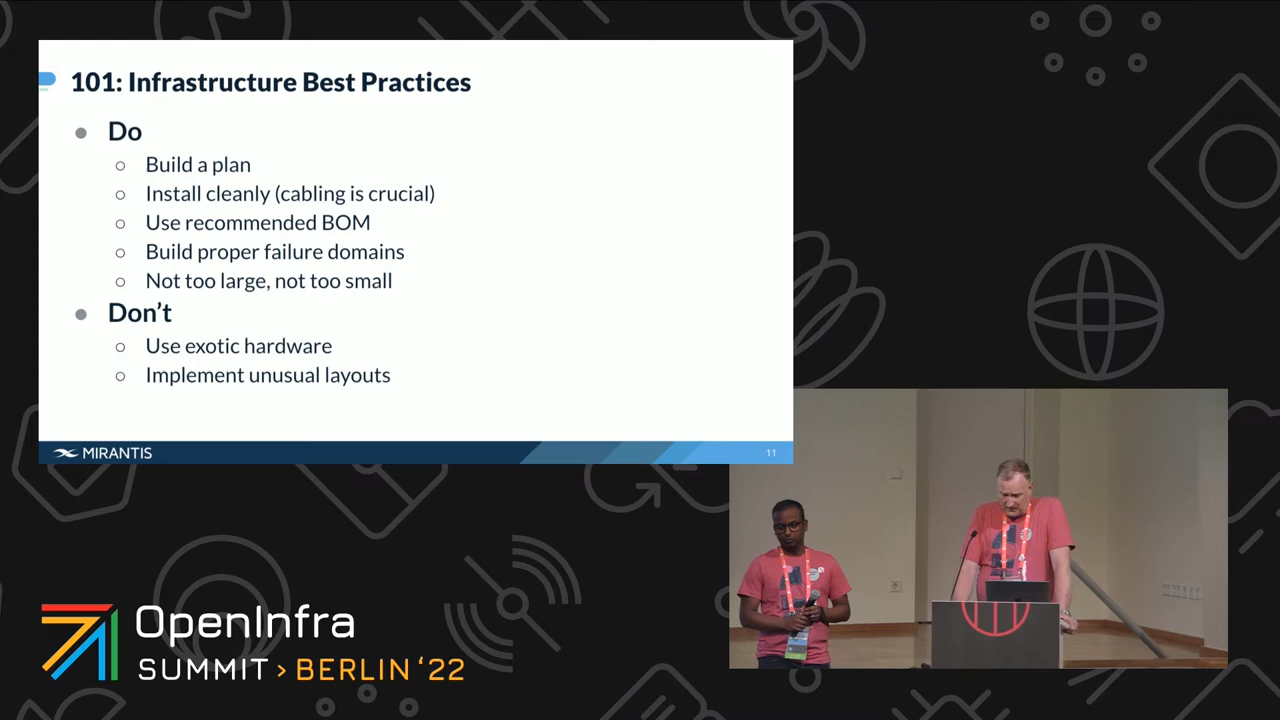 101: Infrastructure Best Practices
Do
Build a plan
Install cleanly (cabling is crucial)
Use recommended BOM
Build proper failure domains
Not too large, not too small
Don't
Use exotic hardware
Implement unusual layouts
MIRANTIS
11
OpenInfra
SUMMIT > BERLIN '22